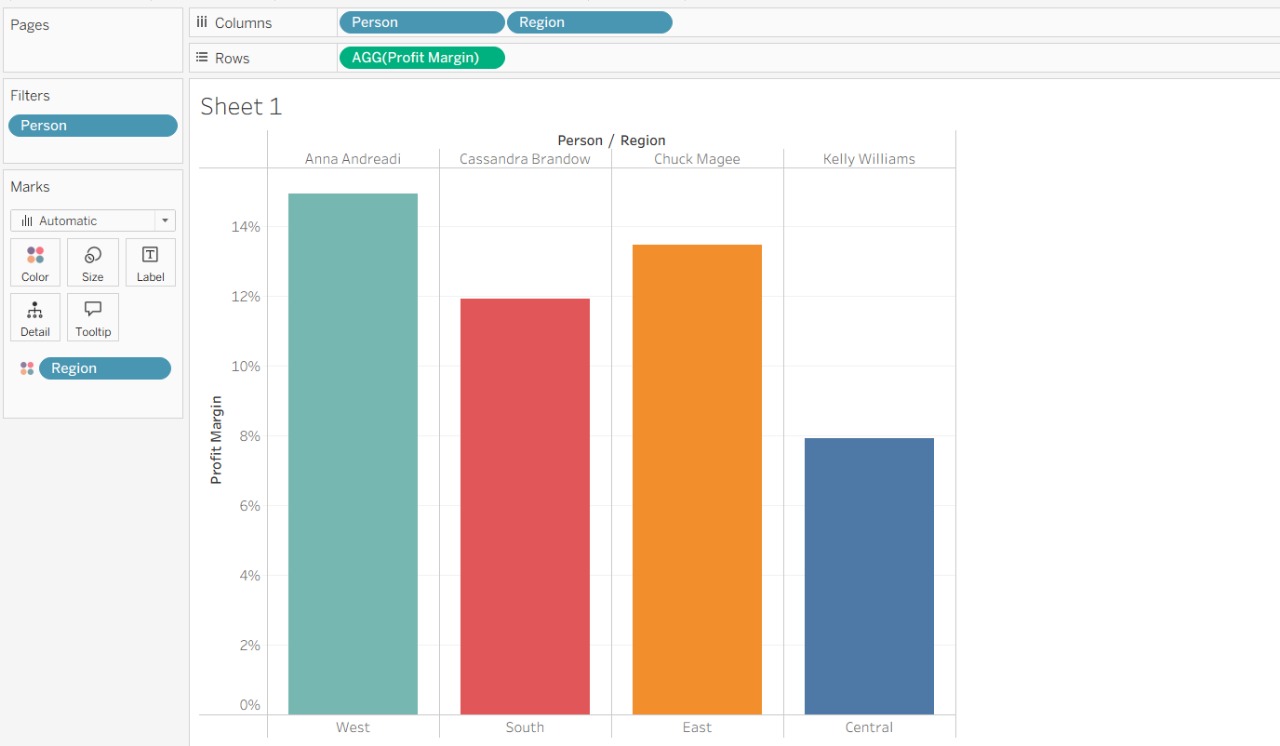 Pages
Columns Person Region
Rows AGG(Profit Margin)
Filters
Person
Marks
Automatic
Color Size Label
Detail Tooltip
Region
Sheet 1
Person / Region
Anna Andreadi Cassandra Brandow Chuck Magee Kelly Williams
Profit Margin
14%
12%
10%
8%
6%
4%
2%
0%
West South East Central